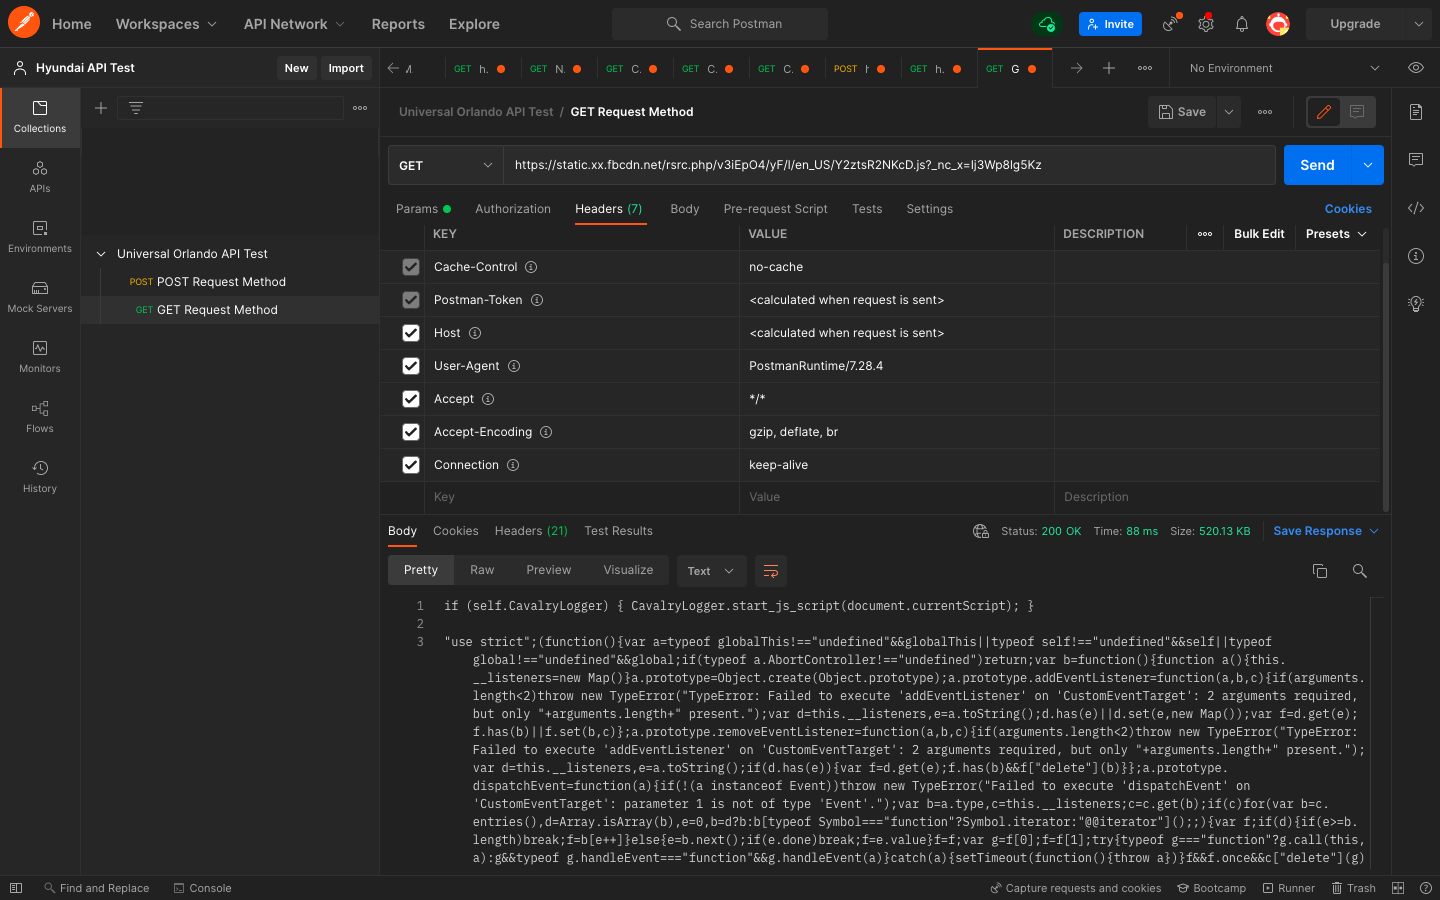 Home
Workspaces
API Network
Reports
Explore
Search Postman
Invite
Upgrade
Hyundai API Test
New
Import
GET h.
GET N.
GET C.
GET C.
GET C.
POST
GET h.
GET G
No Environment
Collections
APIs
Environments
Mock Servers
Monitors
Flows
History
Universal Orlando API Test
POST POST Request Method
GET GET Request Method
Universal Orlando API Test / GET Request Method
Save
GET
https://static.xx.fbcdn.net/rsrc.php/v3iEpO4/yF/l/en_US/Y2ztsR2NKcD.js?_nc_x=Ij3Wp8lg5Kz
Send
Params
Authorization
Headers (7)
Body
Pre-request Script
Tests
Settings
Cookies
KEY VALUE DESCRIPTION
Bulk Edit
Presets
Cache-Control no-cache
Postman-Token <calculated when request is sent>
Host <calculated when request is sent>
User-Agent PostmanRuntime/7.28.4
Accept */*
Accept-Encoding gzip, deflate, br
Connection keep-alive
Key Value Description
Body
Cookies
Headers (21)
Test Results
Status: 200 OK
Time: 88 ms
Size: 520.13 KB
Save Response
Pretty
Raw
Preview
Visualize
Text
1 if (self.CavalryLogger) { CavalryLogger.start_js_script(document.currentScript); }
2
3 "use strict";(function(){var a=typeof globalThis!=="undefined"&&globalThis||typeof self!=="undefined"&&self||typeof
global!=="undefined"&&global;if(typeof a.AbortController!=="undefined")return;var b=function(){function a(){this.
__listeners=new Map()}a.prototype=Object.create(Object.prototype);a.prototype.addEventListener=function(a,b,c){if(arguments.
length<2)throw new TypeError("TypeError: Failed to execute 'addEventListener' on 'CustomEventTarget': 2 arguments required,
but only "+arguments.length+" present.");var d=this.__listeners,e=a.toString();d.has(e)||d.set(e,new Map());var f=d.get(e);
f.has(b)||f.set(b,c)};a.prototype.removeEventListener=function(a,b,c){if(arguments.length<2)throw new TypeError("TypeError:
Failed to execute 'addEventListener' on 'CustomEventTarget': 2 arguments required, but only "+arguments.length+" present.");
var d=this.__listeners,e=a.toString();if(d.has(e)){var f=d.get(e);f.has(b)&&f["delete"](b)}};a.prototype.
dispatchEvent=function(a){if(!(a instanceof Event))throw new TypeError("Failed to execute 'dispatchEvent' on
'CustomEventTarget': parameter 1 is not of type 'Event'.");var b=a.type,c=this.__listeners;c=c.get(b);if(c)for(var b=c.
entries(),d=Array.isArray(b),e=0,b=d?b:b[typeof Symbol==="function"?Symbol.iterator:"@@iterator"]();;){var f;if(d){if(e>=b.
length)break;f=b[e++]}else{e=b.next();if(e.done)break;f=e.value}f=f;var g=f[0];f=f[1];try{typeof g==="function"?g.call(this,
a):g&&typeof g.handleEvent==="function"&&g.handleEvent(a)}catch(a){setTimeout(function(){throw a})}f&&f.once&&c["delete"](g)
Find and Replace
Console
Capture requests and cookies
Bootcamp
Runner
Trash